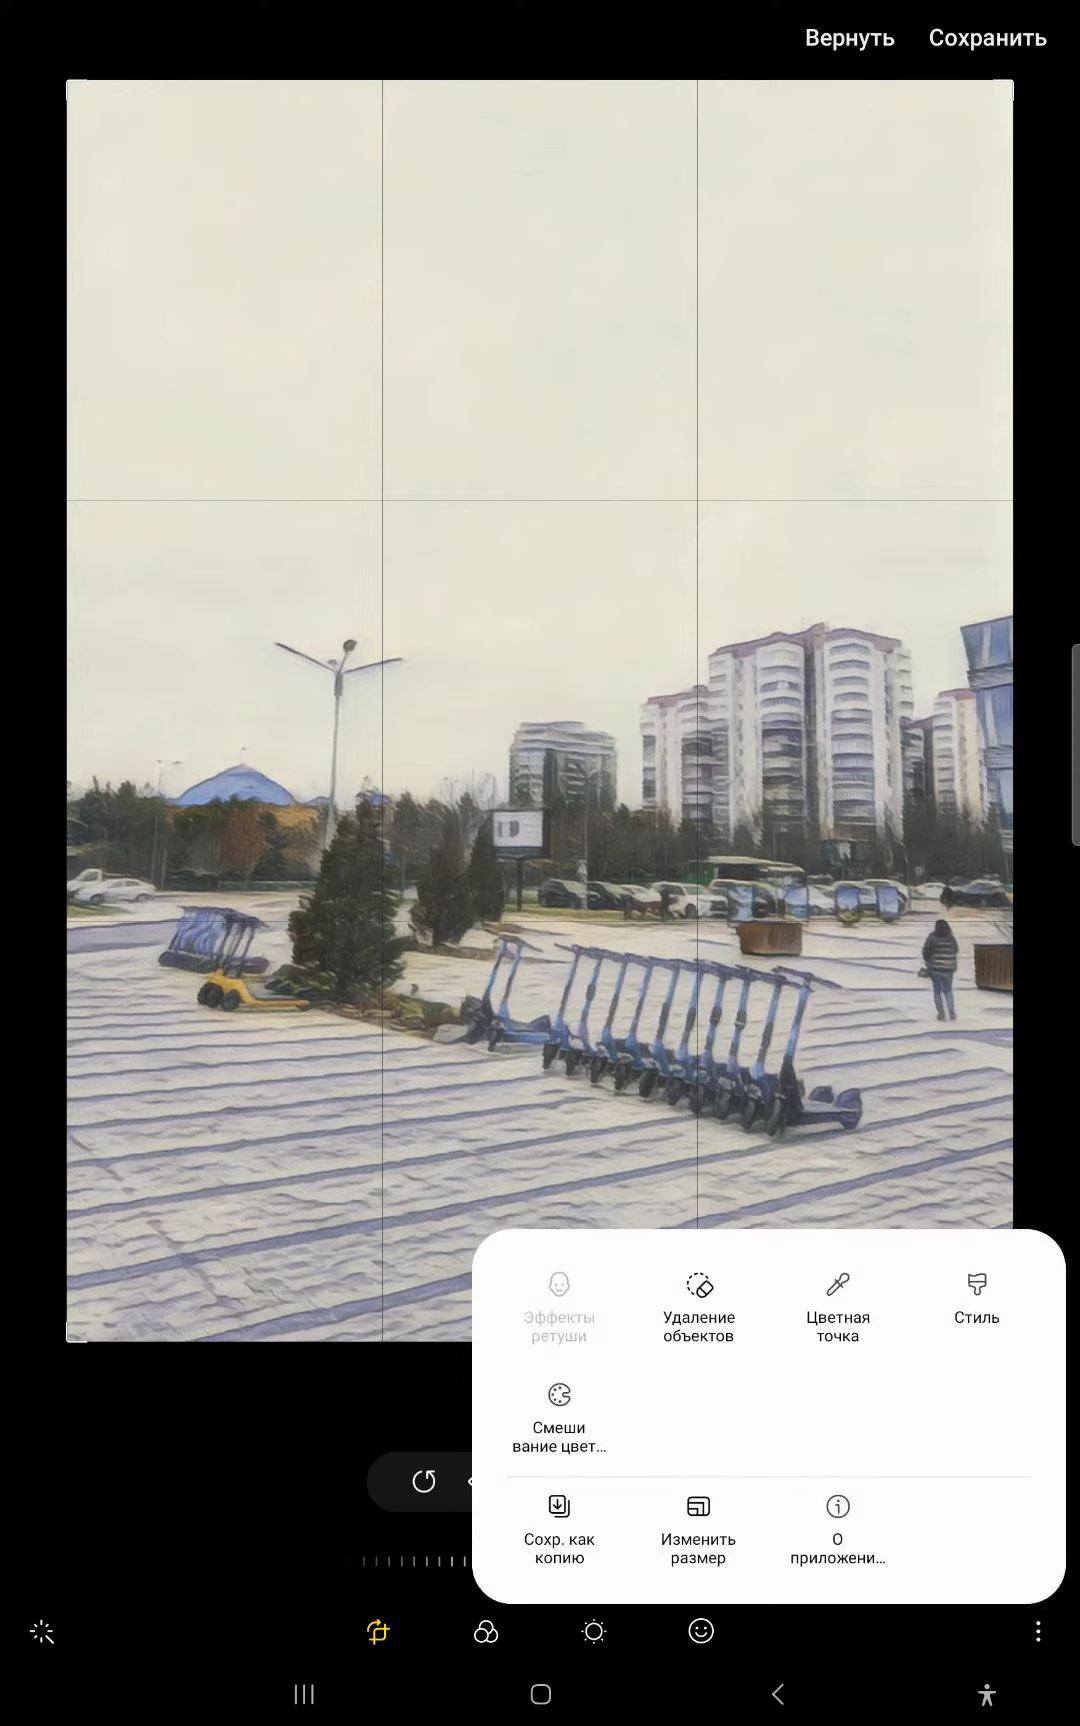 Вернуть Сохранить
Эффекты
ретуши
Удаление
объектов
Цветная
точка
Стиль
Смеши
вание цвет...
Сохр. как
копию
Изменить
размер
О
приложени...